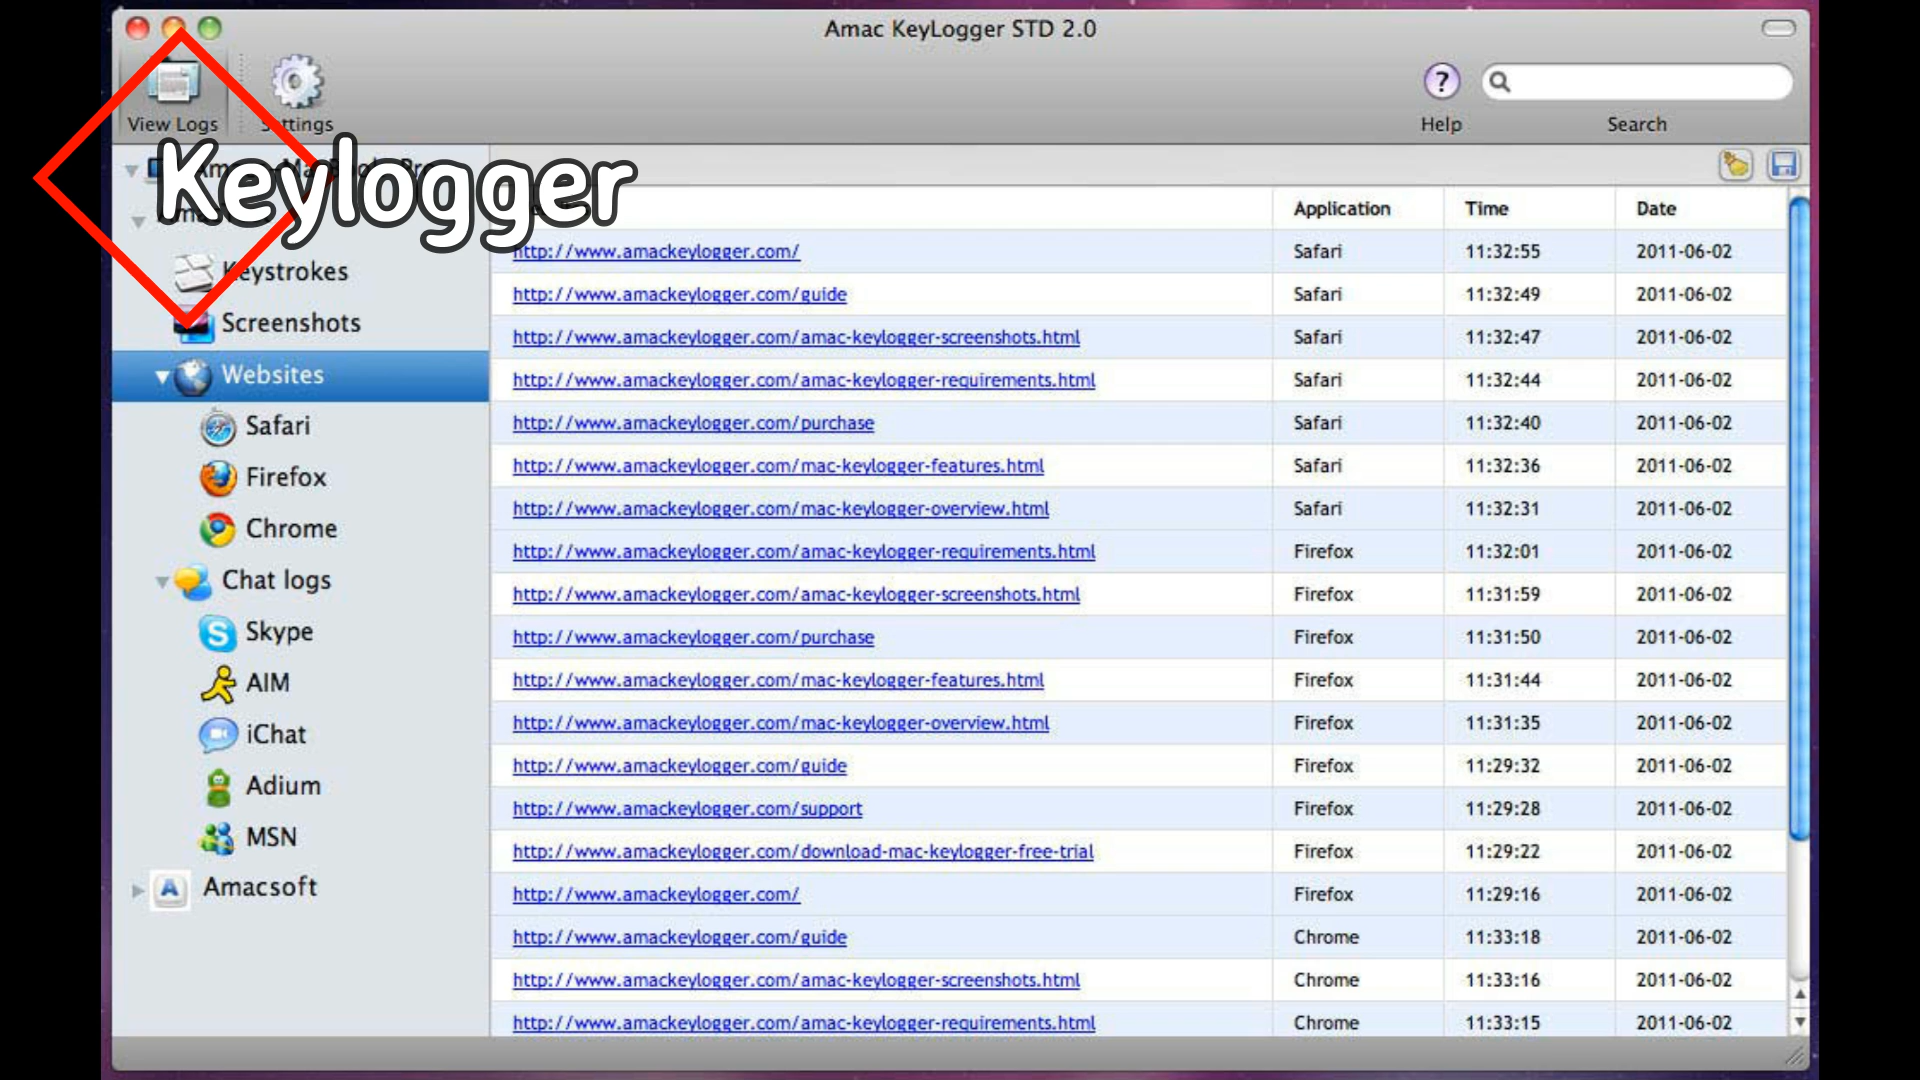 Amac KeyLogger STD 2.0
View Logs
Settings
Help
Search
Keylogger
Application Time Date
Keystrokes
Screenshots
Websites
Safari
Firefox
Chrome
Chat logs
Skype
AIM
iChat
Adium
MSN
Amacsoft
http://www.amackeylogger.com/ Safari 11:32:55 2011-06-02
http://www.amackeylogger.com/guide Safari 11:32:49 2011-06-02
http://www.amackeylogger.com/amac-keylogger-screenshots.html Safari 11:32:47 2011-06-02
http://www.amackeylogger.com/amac-keylogger-requirements.html Safari 11:32:44 2011-06-02
http://www.amackeylogger.com/purchase Safari 11:32:40 2011-06-02
http://www.amackeylogger.com/mac-keylogger-features.html Safari 11:32:36 2011-06-02
http://www.amackeylogger.com/mac-keylogger-overview.html Safari 11:32:31 2011-06-02
http://www.amackeylogger.com/amac-keylogger-requirements.html Firefox 11:32:01 2011-06-02
http://www.amackeylogger.com/amac-keylogger-screenshots.html Firefox 11:31:59 2011-06-02
http://www.amackeylogger.com/purchase Firefox 11:31:50 2011-06-02
http://www.amackeylogger.com/mac-keylogger-features.html Firefox 11:31:44 2011-06-02
http://www.amackeylogger.com/mac-keylogger-overview.html Firefox 11:31:35 2011-06-02
http://www.amackeylogger.com/guide Firefox 11:29:32 2011-06-02
http://www.amackeylogger.com/support Firefox 11:29:28 2011-06-02
http://www.amackeylogger.com/download-mac-keylogger-free-trial Firefox 11:29:22 2011-06-02
http://www.amackeylogger.com/ Firefox 11:29:16 2011-06-02
http://www.amackeylogger.com/guide Chrome 11:33:18 2011-06-02
http://www.amackeylogger.com/amac-keylogger-screenshots.html Chrome 11:33:16 2011-06-02
http://www.amackeylogger.com/amac-keylogger-requirements.html Chrome 11:33:15 2011-06-02